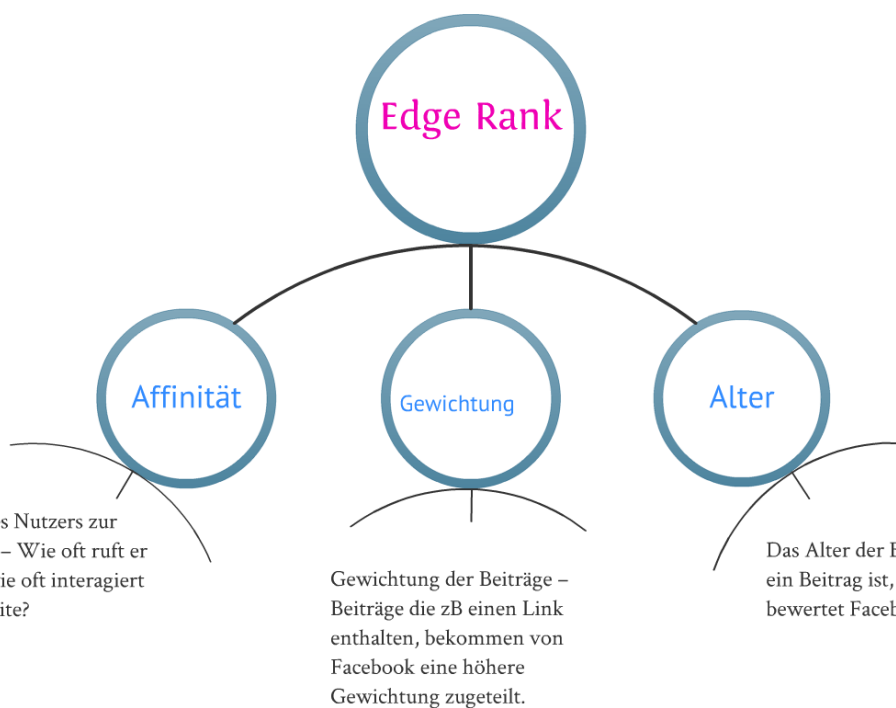 Edge Rank
Affinität
Gewichtung
Alter
s Nutzers zur
– Wie oft ruft er
ie oft interagiert
ite?
Gewichtung der Beiträge –
Beiträge die zB einen Link
enthalten, bekommen von
Facebook eine höhere
Gewichtung zugeteilt.
Das Alter der
ein Beitrag ist,
bewertet Faceb